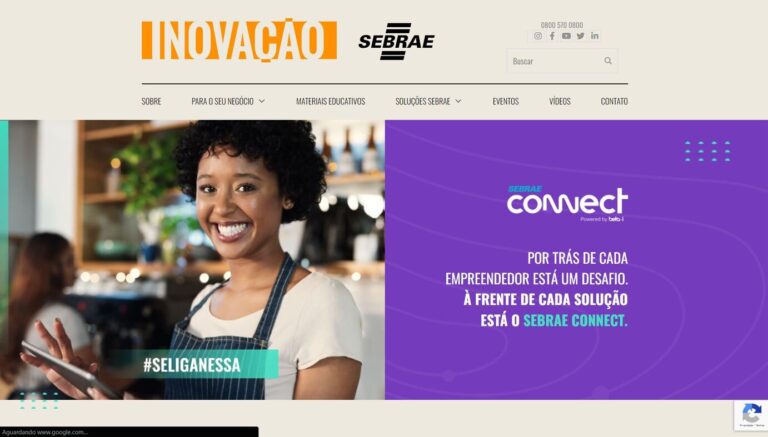 INOVAÇÃO
SEBRAE
0800 570 0800
Buscar
SOBRE
PARA O SEU NEGÓCIO
MATERIAIS EDUCATIVOS
SOLUÇÕES SEBRAE
EVENTOS
VÍDEOS
CONTATO
SEBRAE
connect
Powered by beta-i
POR TRÁS DE CADA
EMPREENDEDOR ESTÁ UM DESAFIO.
À FRENTE DE CADA SOLUÇÃO
ESTÁ O SEBRAE CONNECT.
#SELIGANESSA
Aguardando www.google.com...